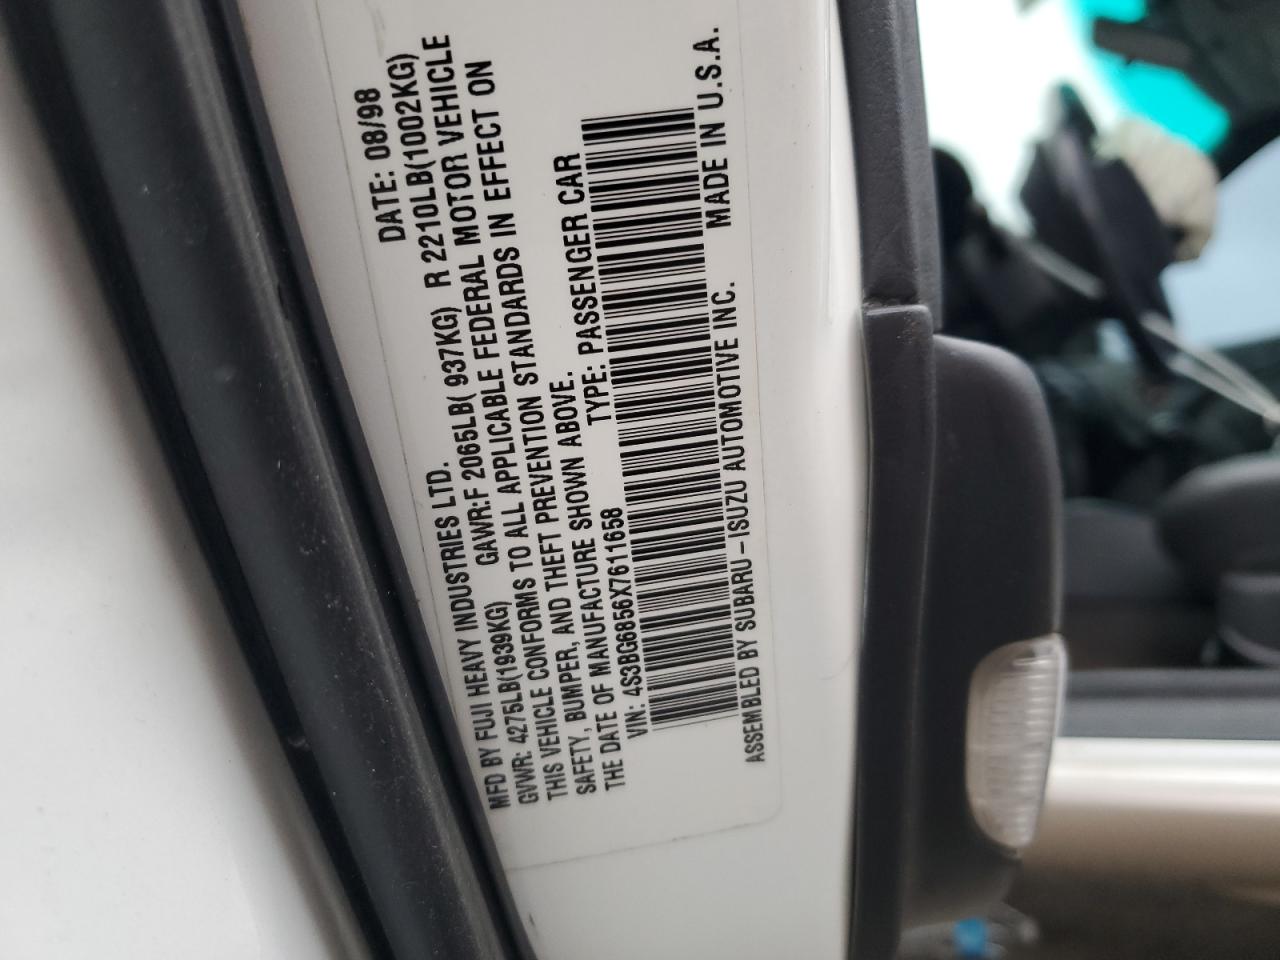 MFD BY FUJI HEAVY INDUSTRIES LTD. DATE: 08/98
GVWR: 4275LB(1939KG) GAWR:F 2065LB( 937KG) R 2210LB(1002KG)
THIS VEHICLE CONFORMS TO ALL APPLICABLE FEDERAL MOTOR VEHICLE
SAFETY, BUMPER, AND THEFT PREVENTION STANDARDS IN EFFECT ON
THE DATE OF MANUFACTURE SHOWN ABOVE.
VIN: 4S3BG6856X7611658 TYPE: PASSENGER CAR
ASSEMBLED BY SUBARU-ISUZU AUTOMOTIVE INC. MADE IN U.S.A.